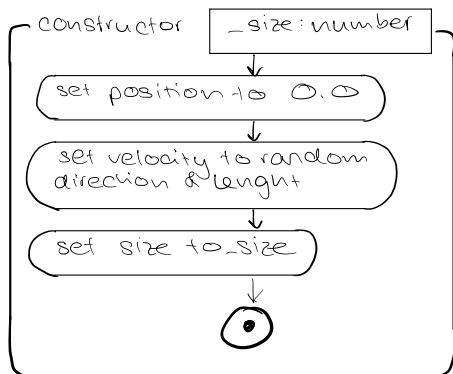 constructor
_size: number
set position to 0.0
set velocity to random
direction & lenght
set size to _size